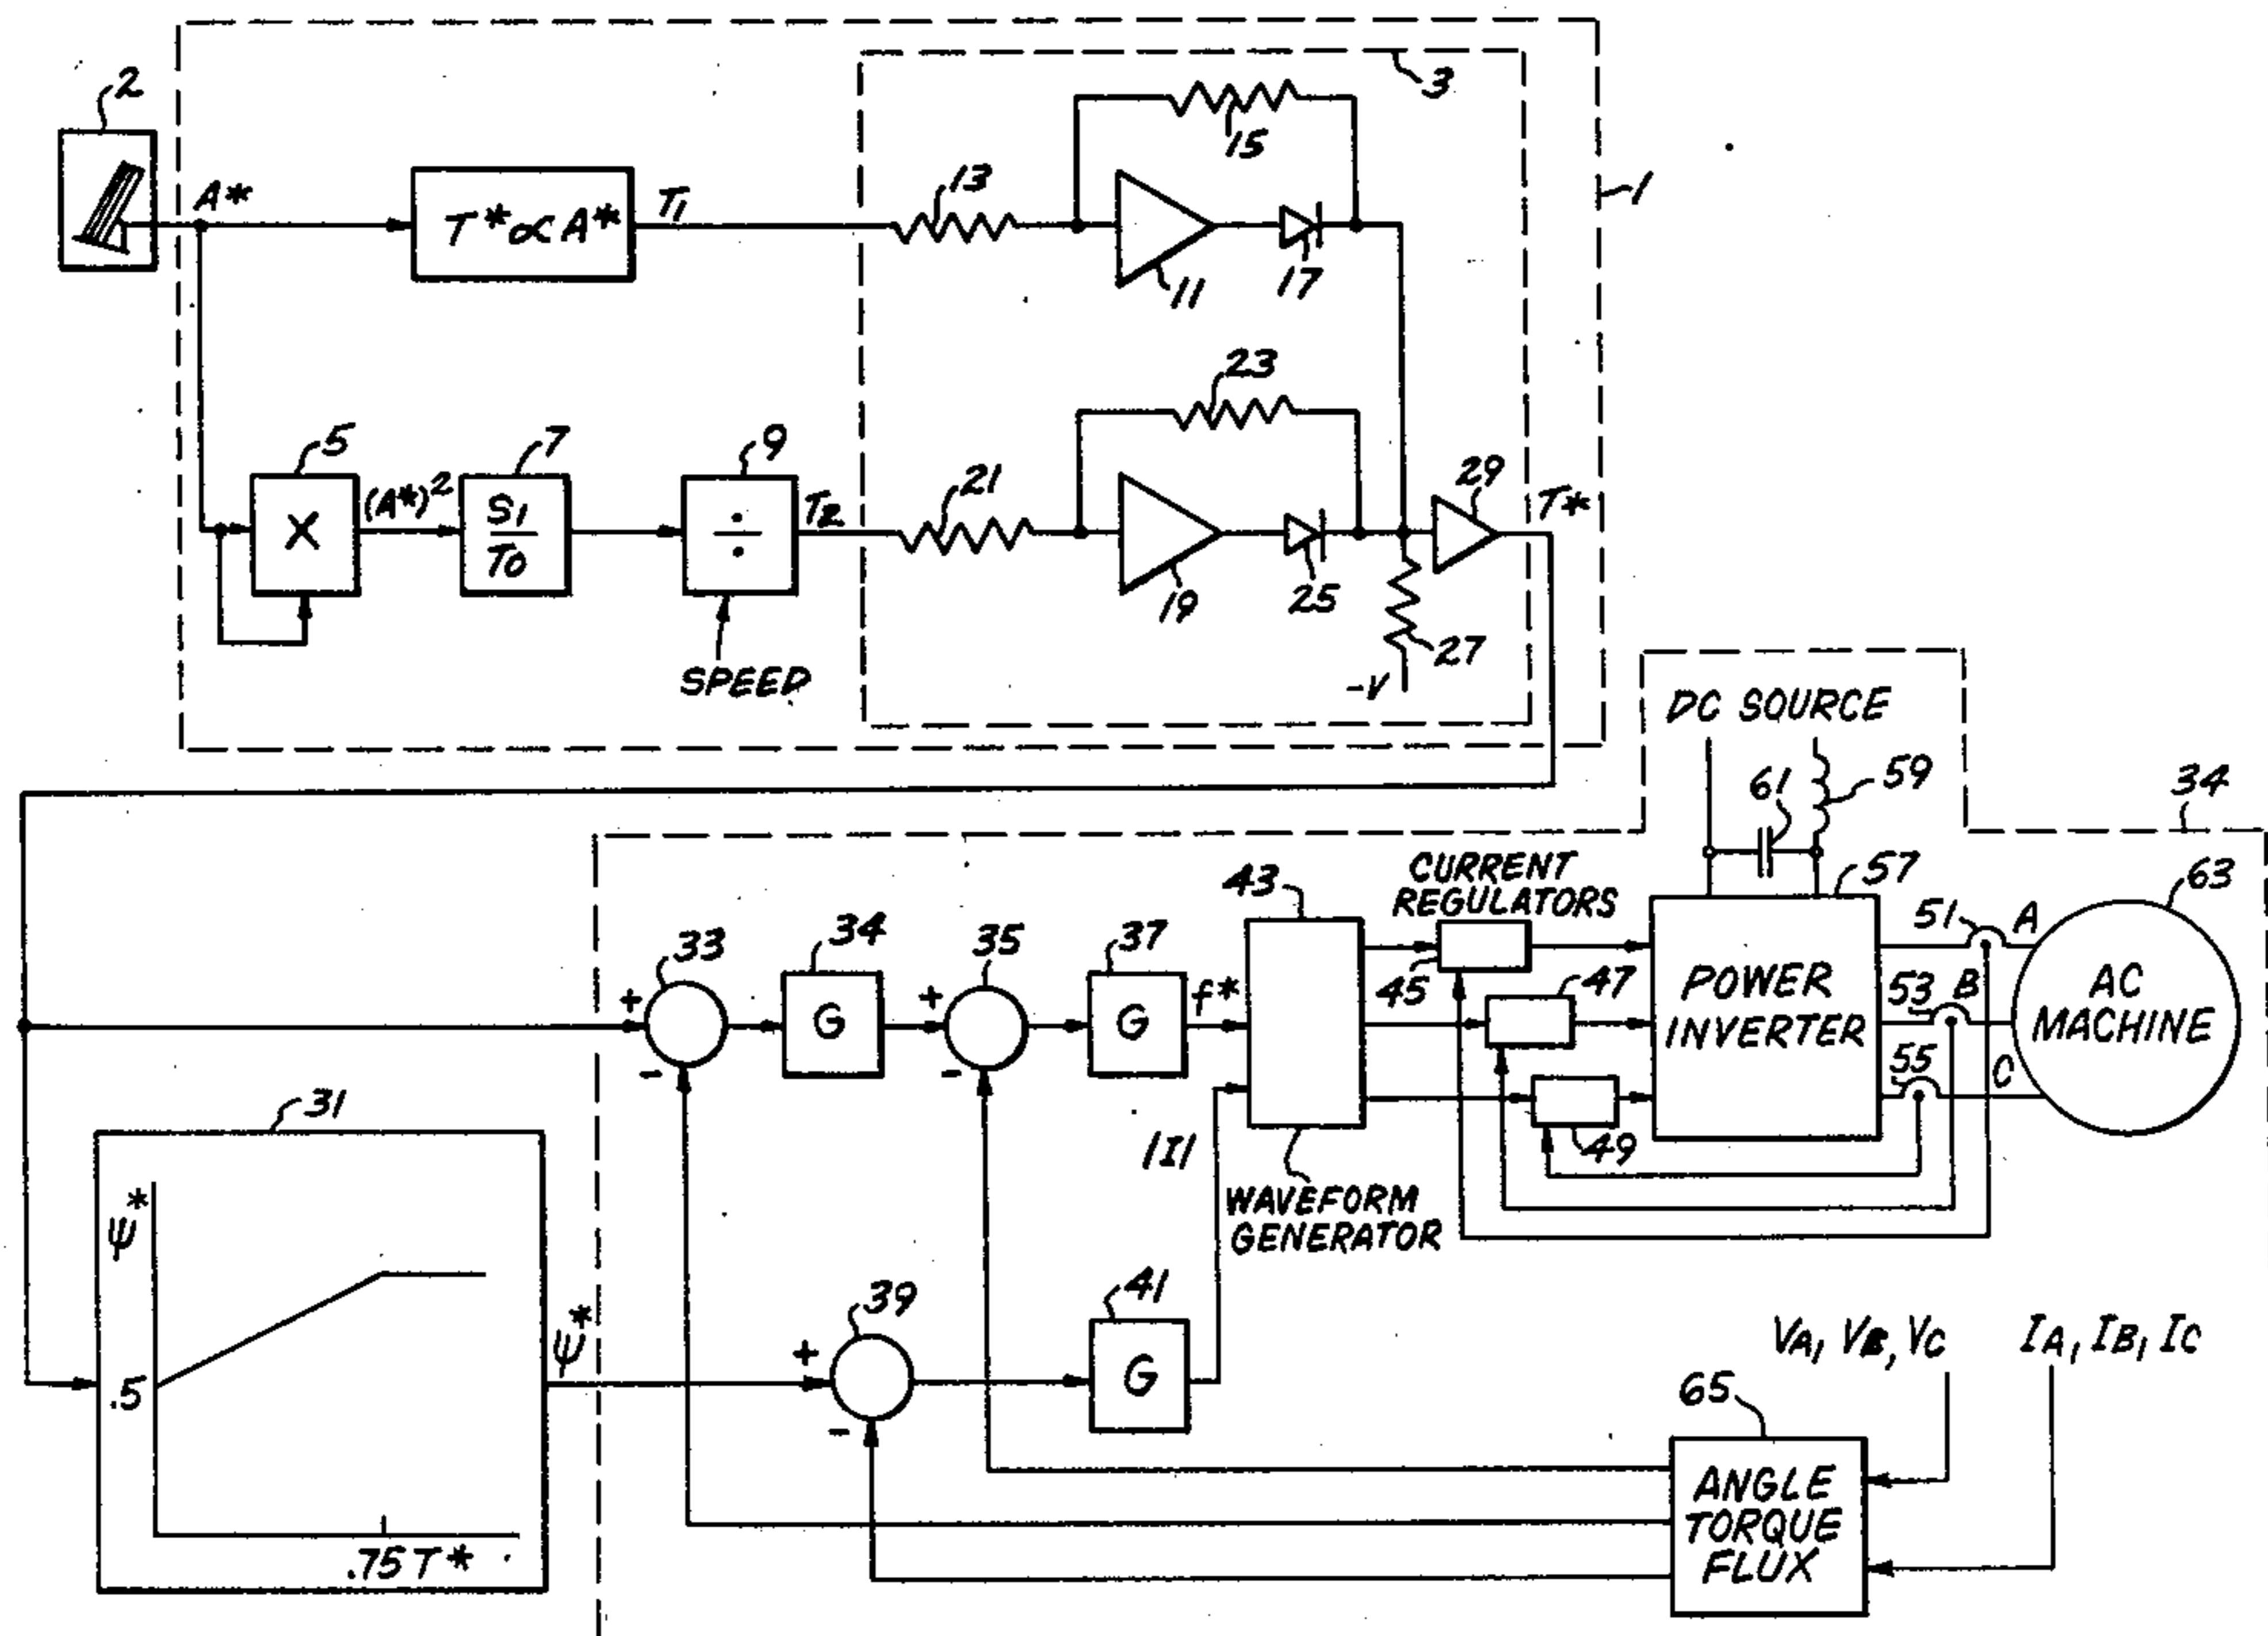 2
A*
T* ∝ A*
T1
13
15
3
1
11
17
5
(A*)2
7
S1
TO
9
÷
T2
SPEED
X
21
23
19
25
29
T*
27
-V
DC SOURCE
61
59
34
57
63
CURRENT
REGULATORS
43
33
+
-
34
G
35
+
-
37
G
f*
45
47
49
POWER
INVERTER
51
A
53
B
55
C
AC
MACHINE
|I|
WAVEFORM
GENERATOR
31
ψ*
.5
.75 T*
ψ*
39
+
-
41
G
VA, VB, VC
IA, IB, IC
65
ANGLE
TORQUE
FLUX